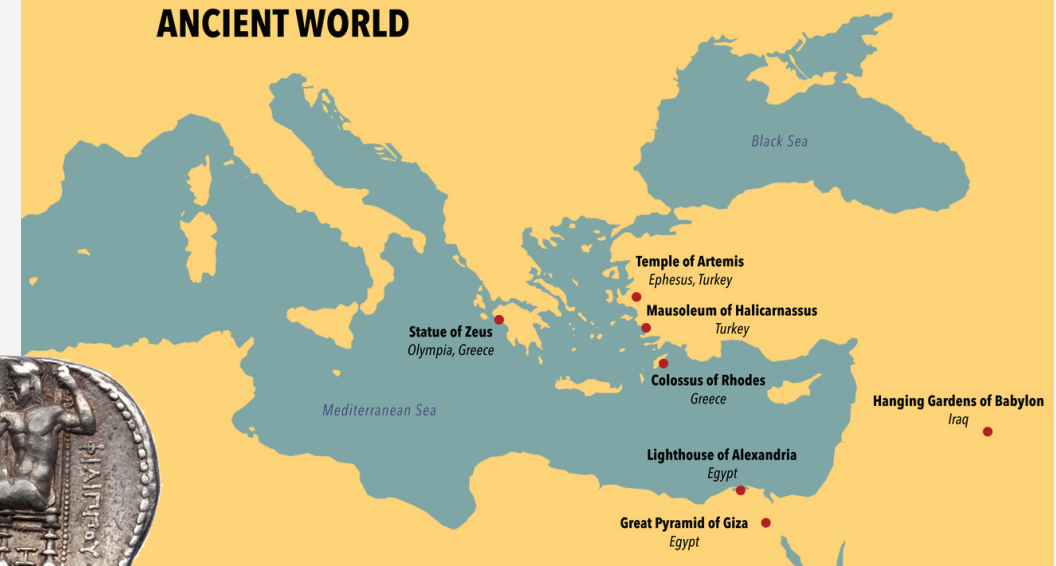 ANCIENT WORLD
Black Sea
Temple of Artemis
Ephesus, Turkey
Mausoleum of Halicarnassus
Turkey
Statue of Zeus
Olympia, Greece
Colossus of Rhodes
Greece
Mediterranean Sea
Hanging Gardens of Babylon
Iraq
Lighthouse of Alexandria
Egypt
Great Pyramid of Giza
Egypt
ΦΙΛΙΠΠΟΥ